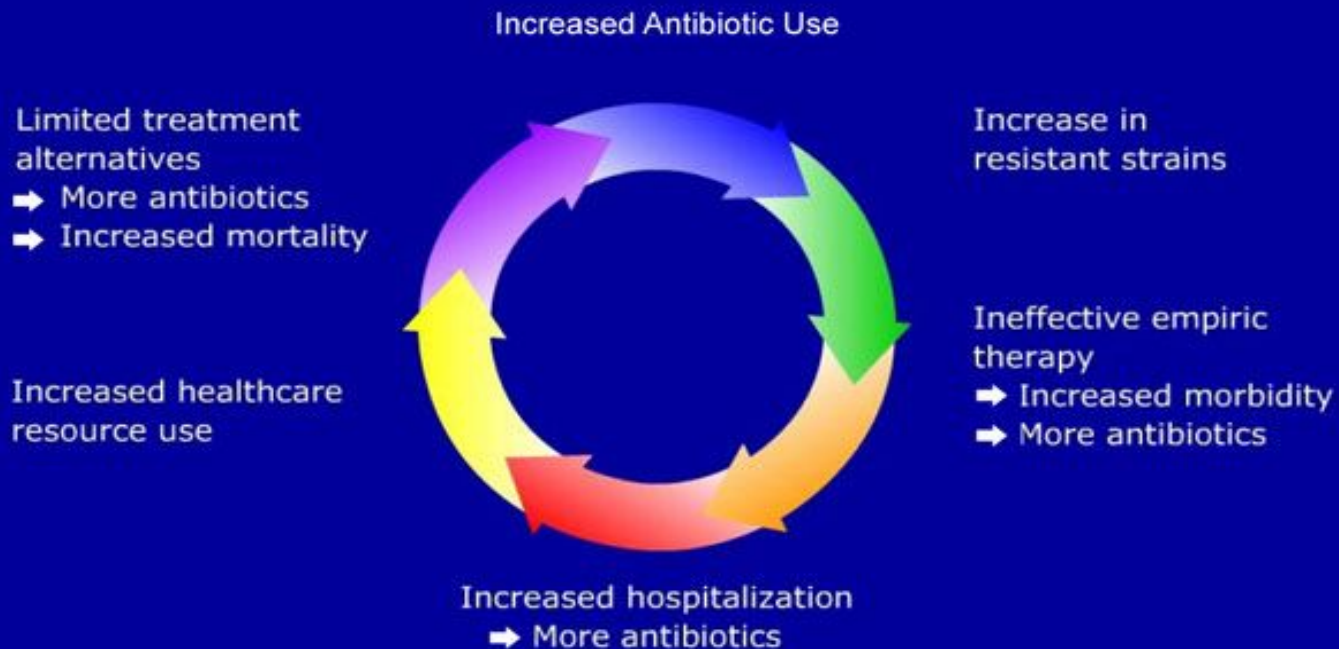 Increased Antibiotic Use
Increase in
resistant strains
Ineffective empiric
therapy
➡ Increased morbidity
➡ More antibiotics
Increased hospitalization
➡ More antibiotics
Increased healthcare
resource use
Limited treatment
alternatives
➡ More antibiotics
➡ Increased mortality